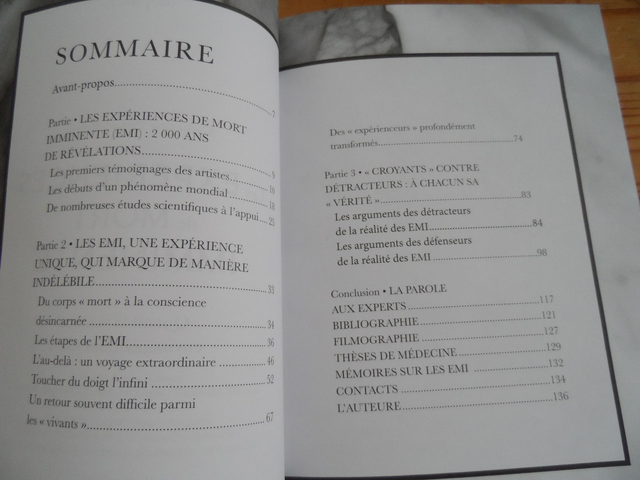 SOMMAIRE
Avant-propos.......................................7
Partie • LES EXPÉRIENCES DE MORT
IMMINENTE (EMI) : 2 000 ANS
DE RÉVÉLATIONS.................................9
Les premiers témoignages des artistes..........16
Les débuts d'un phénomène mondial ..........18
De nombreuses études scientifiques à l'appui....25
Partie 2 • LES EMI, UNE EXPÉRIENCE
UNIQUE, QUI MARQUE DE MANIÈRE
INDÉLÉBILE.......................................33
Du corps « mort » à la conscience
désincarnée .......................................34
Les étapes de l'EMI...............................36
L'au-delà : un voyage extraordinaire ...........46
Toucher du doigt l'infini .........................52
Un retour souvent difficile parmi
les « vivants ».....................................67
Des « expérienceurs » profondément
transformés.......................................74
Partie 3 • « CROYANTS » CONTRE
DÉTRACTEURS : À CHACUN SA
« VÉRITÉ » .......................................83
Les arguments des détracteurs
de la réalité des EMI.............................84
Les arguments des défenseurs
de la réalité des EMI .............................98
Conclusion • LA PAROLE
AUX EXPERTS ...................................117
BIBLIOGRAPHIE.................................121
FILMOGRAPHIE..................................127
THÈSES DE MÉDECINE .........................129
MÉMOIRES SUR LES EMI .....................132
CONTACTS .......................................134
L'AUTEURE.......................................136